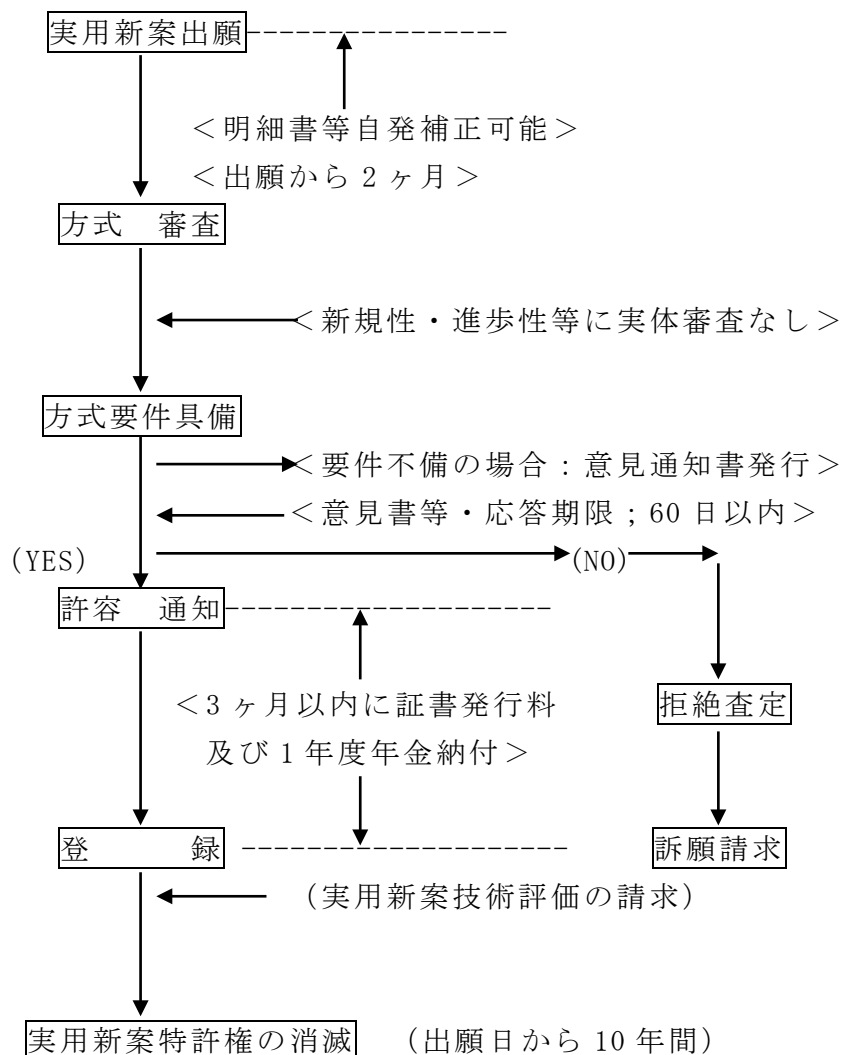 実用新案出願
＜明細書等自発補正可能＞
＜出願から2ヶ月＞
方式　審査
＜新規性・進歩性等に実体審査なし＞
方式要件具備
＜要件不備の場合：意見通知書発行＞
＜意見書等・応答期限；60日以内＞
(YES)
(NO)
許容　通知
＜3ヶ月以内に証書発行料
及び1年度年金納付＞
拒絶査定
登　　録
訴願請求
（実用新案技術評価の請求）
実用新案特許権の消滅　（出願日から10年間）